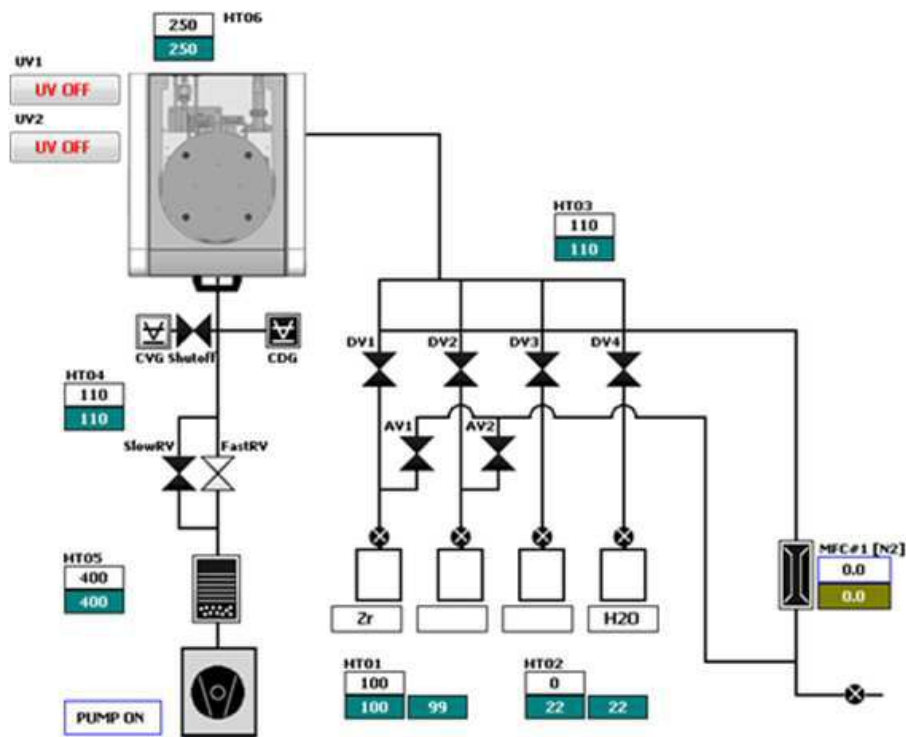 250
HT06
250
UV1
UV OFF
UV2
UV OFF
HT03
110
110
DV1
DV2
DV3
DV4
CVG
Shutoff
CDG
HT04
110
110
AV1
AV2
SlowRV
FastRV
HT05
400
400
MFC#1 [N2]
0.0
0.0
Zr
H2O
HT01
100
100
99
HT02
0
22
22
PUMP ON